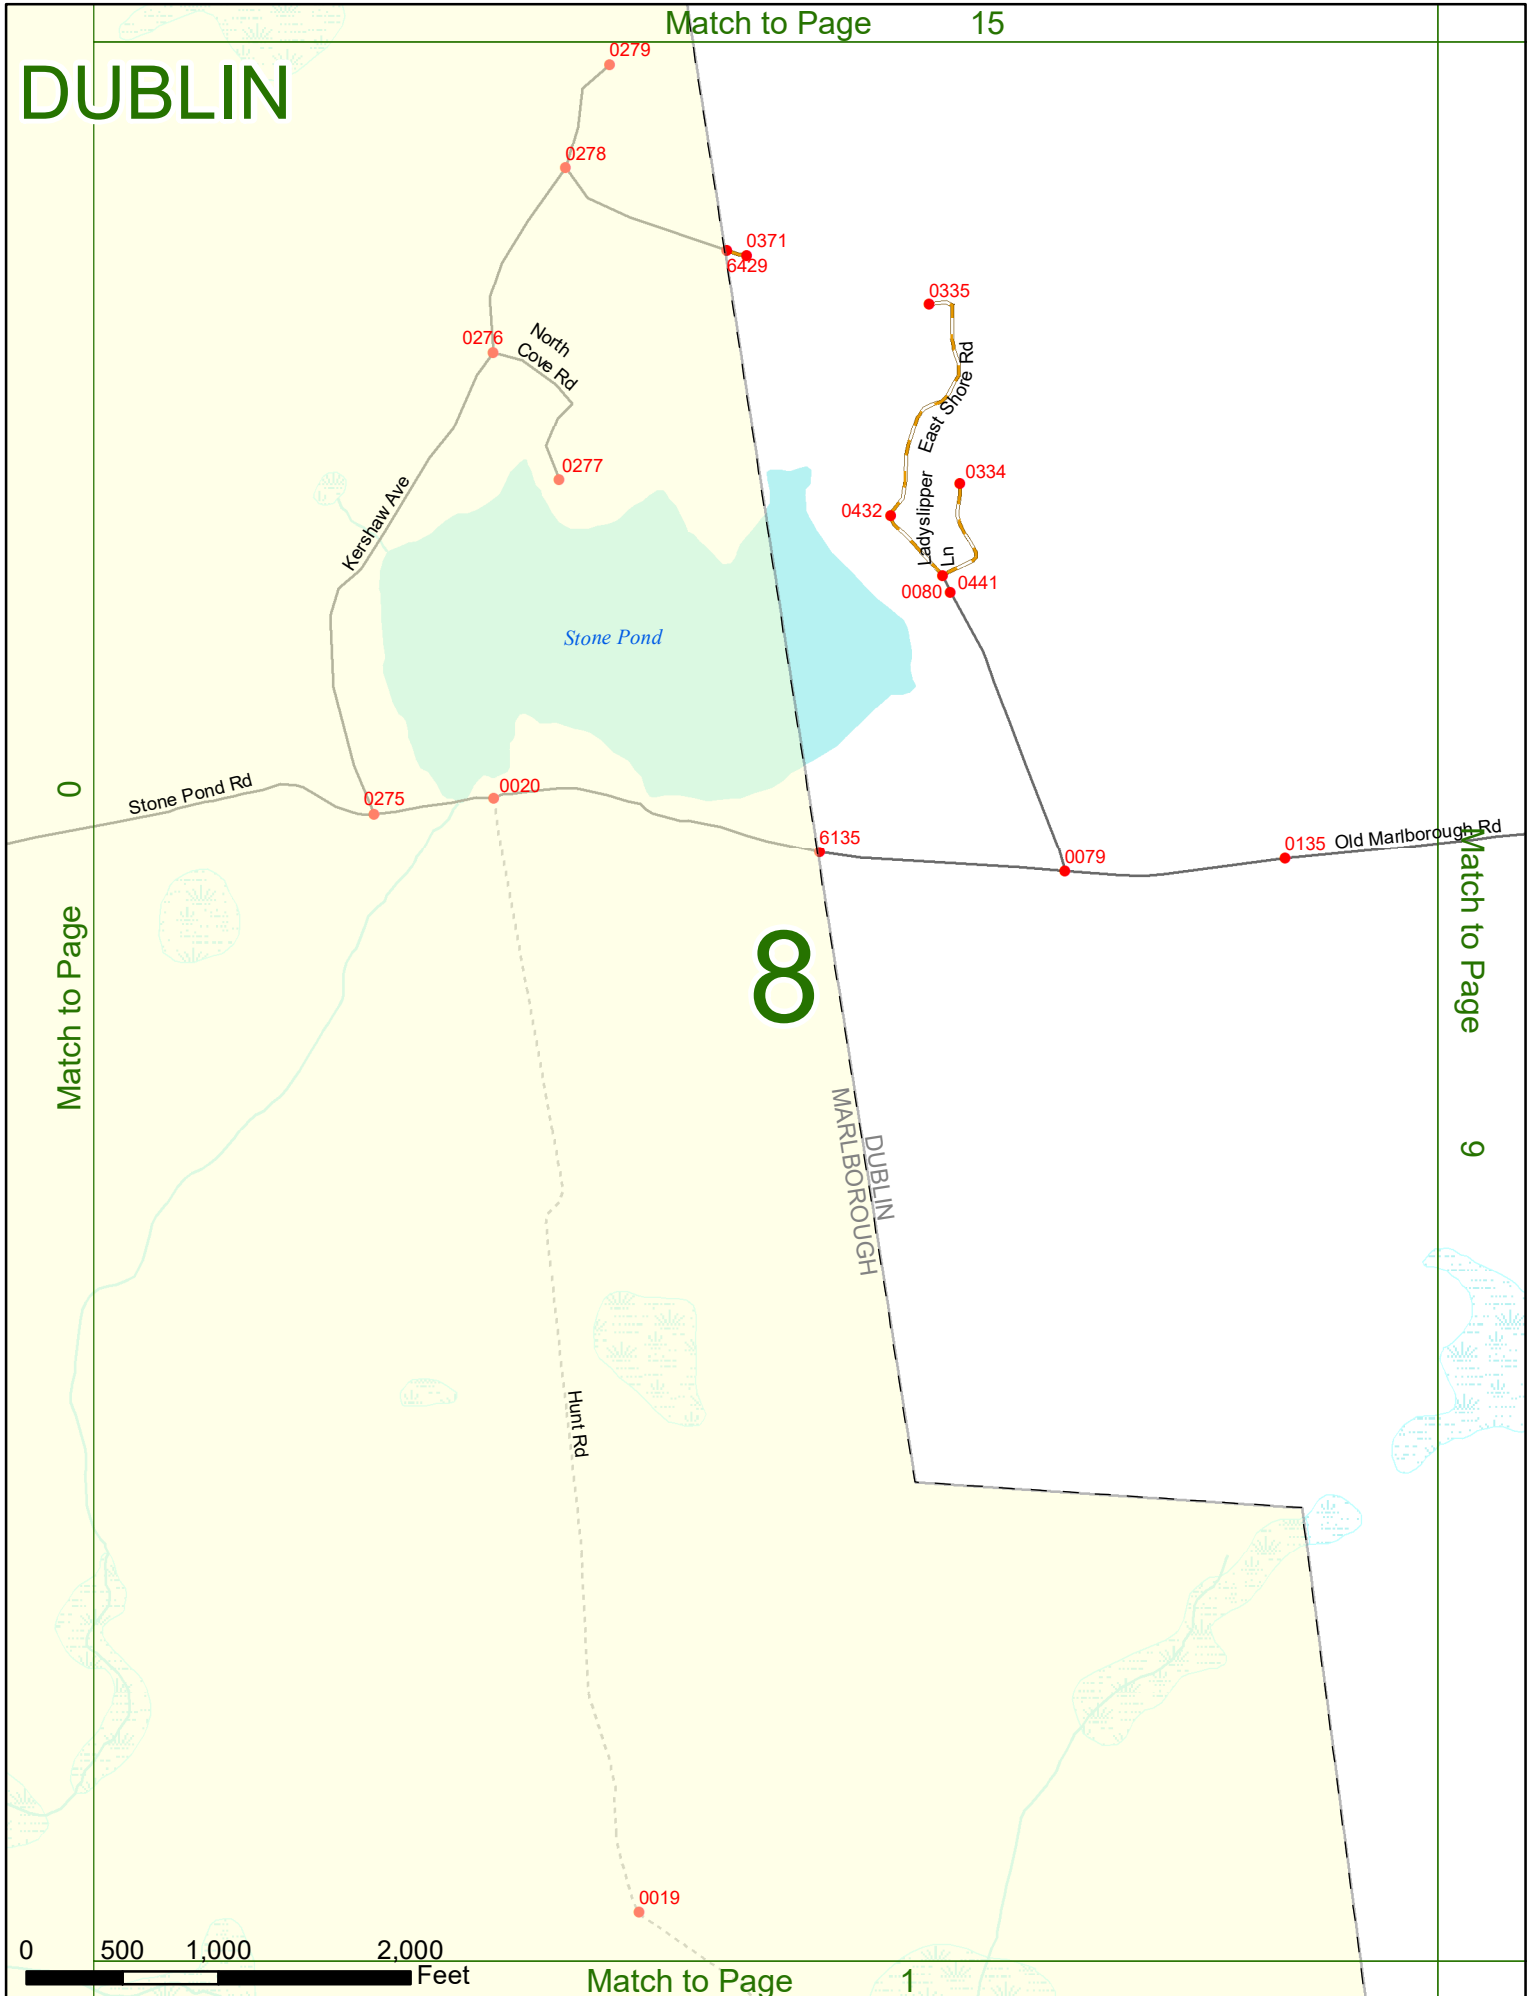 Match to Page 15
DUBLIN
0279
0278
0371
6429
0335
0276
North
Cove Rd
East Shore Rd
0277
0334
Kershaw Ave
Ladyslipper
Ln
0432
0080
0441
Stone Pond
0
Stone Pond Rd
0275
0020
6135
0079
0135
Old Marlborough Rd
Match to Page
8
Match to Page
9
DUBLIN
MARLBOROUGH
Hunt Rd
0019
0 500 1,000 2,000
Feet
Match to Page 1